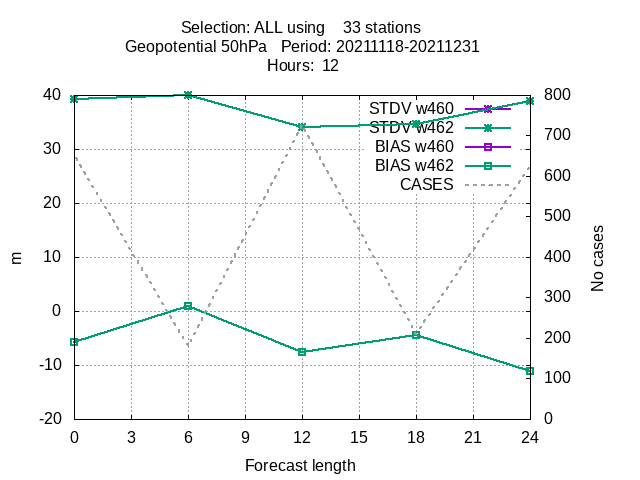 Selection: ALL using    33 stations
Geopotential 50hPa   Period: 20211118-20211231
Hours:  12
STDV w460
STDV w462
BIAS w460
BIAS w462
CASES
40
30
20
10
0
-10
-20
m
800
700
600
500
400
300
200
100
0
No cases
0 3 6 9 12 15 18 21 24
Forecast length